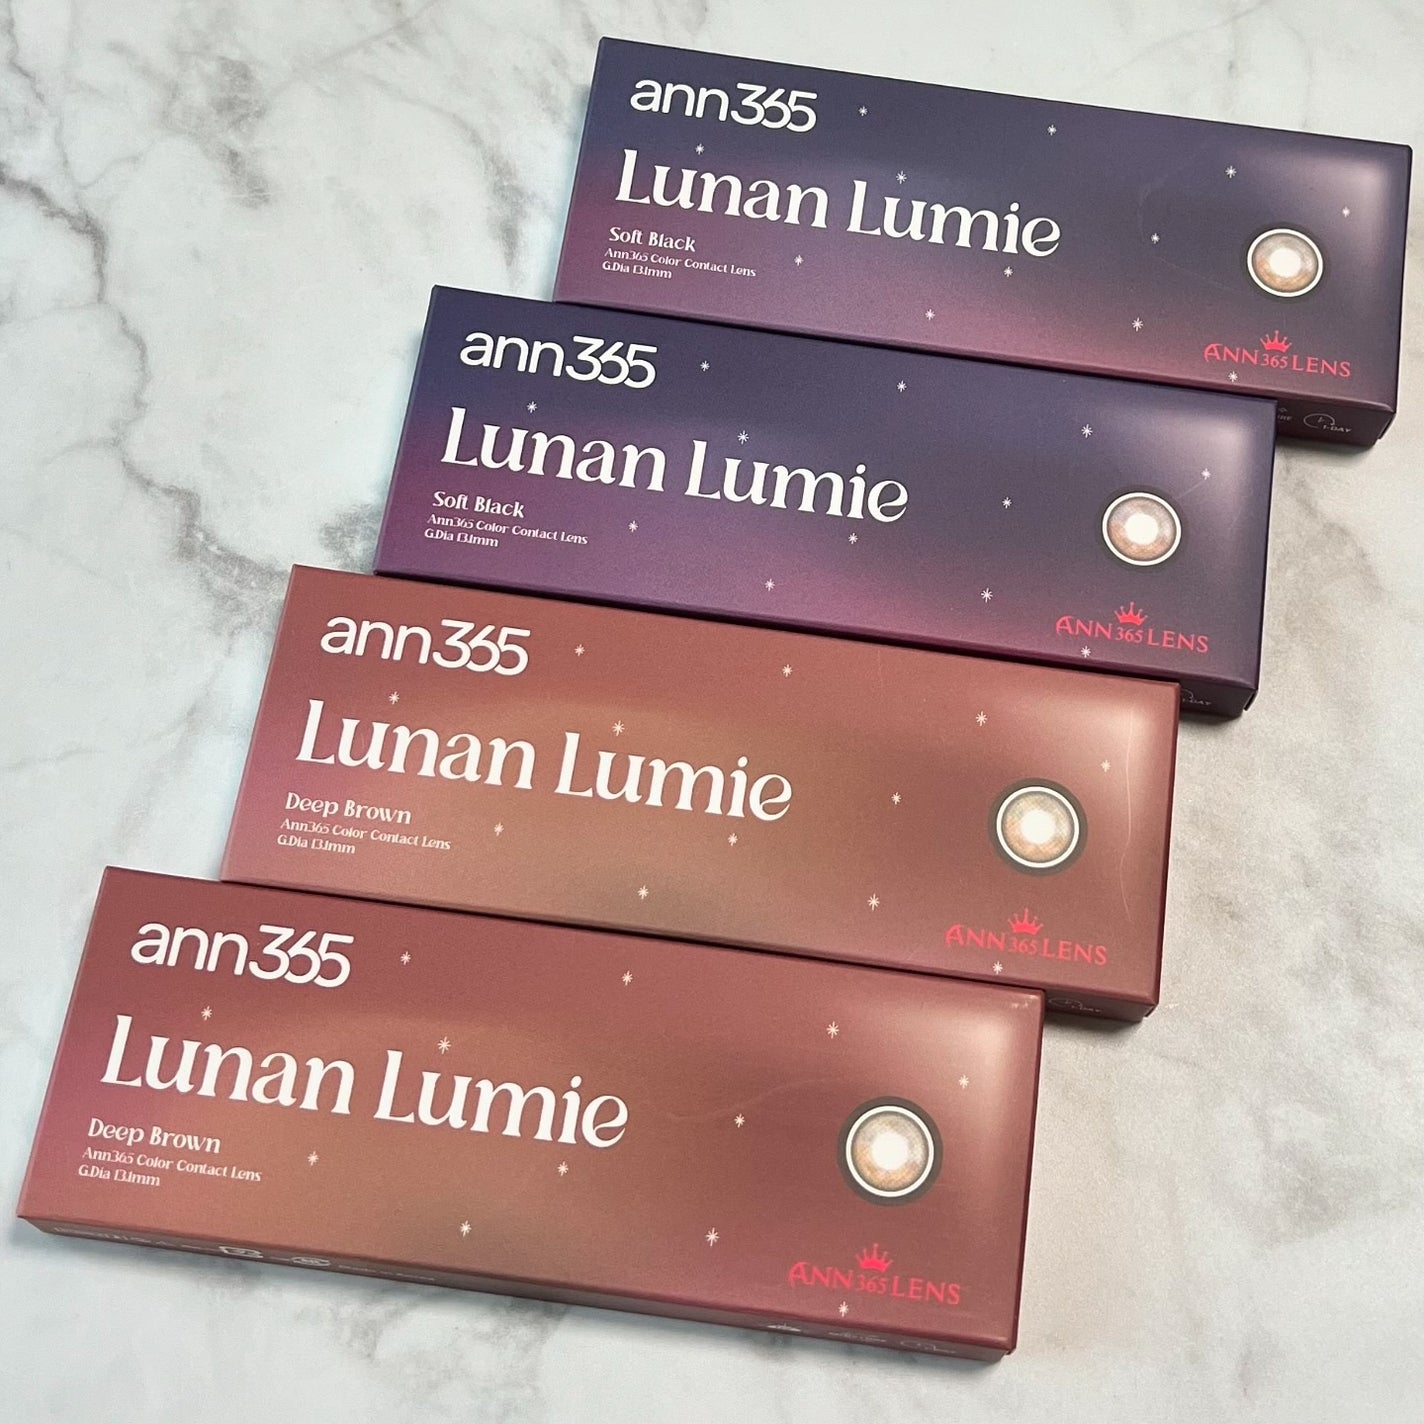 ann365
Lunan Lumie
Soft Black
Ann365 Color Contact Lens
G.Dia 13.1mm
ANN365LENS
1-DAY
ann365
Lunan Lumie
Soft Black
Ann365 Color Contact Lens
G.Dia 13.1mm
ANN365LENS
ann365
Lunan Lumie
Deep Brown
Ann365 Color Contact Lens
G.Dia 13.1mm
ANN365LENS
ann365
Lunan Lumie
Deep Brown
Ann365 Color Contact Lens
G.Dia 13.1mm
ANN365LENS